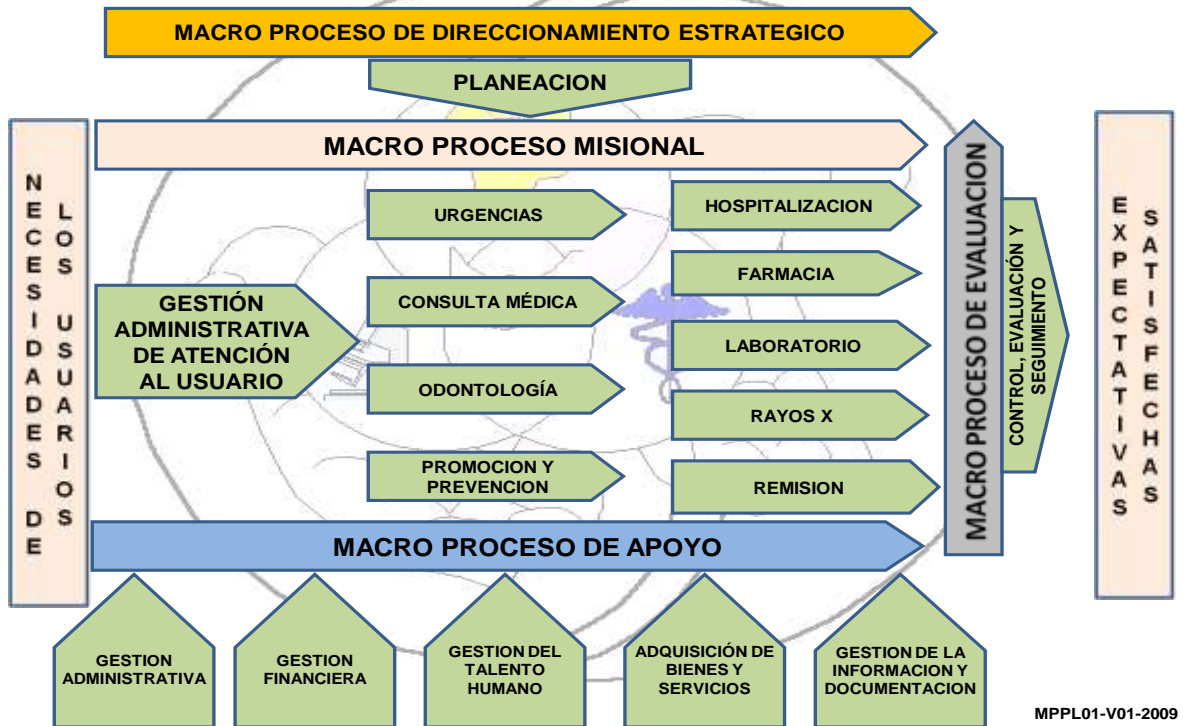 MACRO PROCESO DE DIRECCIONAMIENTO ESTRATEGICO
PLANEACION
MACRO PROCESO MISIONAL
NECESIDADES DE
LOS USUARIOS
GESTIÓN
ADMINISTRATIVA
DE ATENCIÓN
AL USUARIO
URGENCIAS
CONSULTA MÉDICA
ODONTOLOGÍA
PROMOCION Y
PREVENCION
HOSPITALIZACION
FARMACIA
LABORATORIO
RAYOS X
REMISION
MACRO PROCESO DE EVALUACION
CONTROL, EVALUACIÓN Y
SEGUIMIENTO
EXPECTATIVAS
SATISFECHAS
MACRO PROCESO DE APOYO
GESTION
ADMINISTRATIVA
GESTION
FINANCIERA
GESTION DEL
TALENTO
HUMANO
ADQUISICIÓN DE
BIENES Y
SERVICIOS
GESTION DE LA
INFORMACION Y
DOCUMENTACION
MPPL01-V01-2009